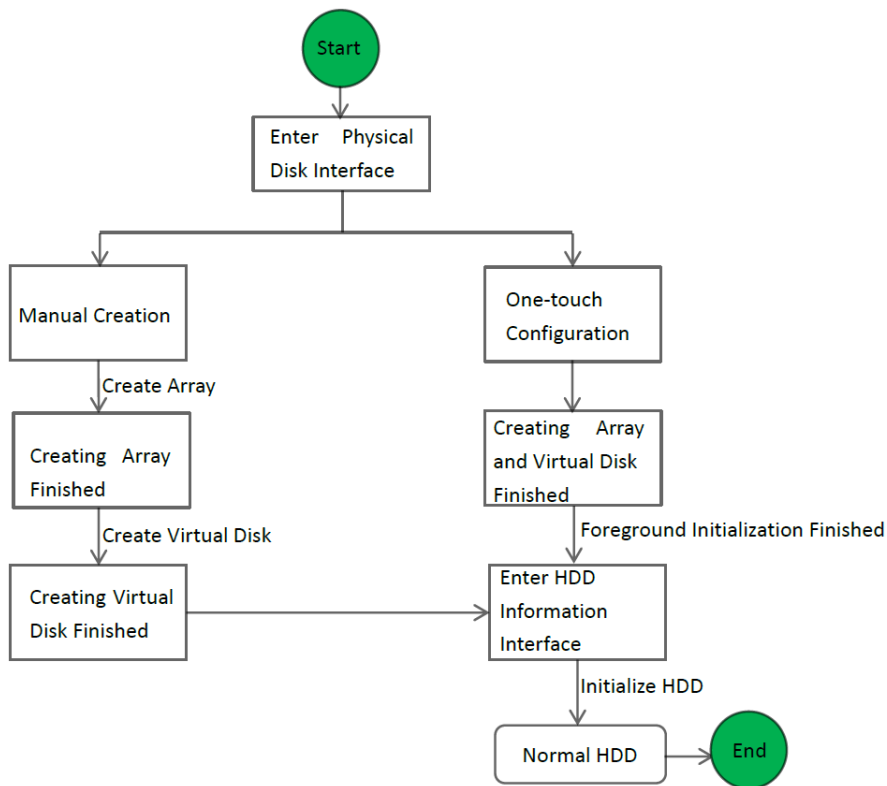 Start
Enter Physical
Disk Interface
Manual Creation
One-touch
Configuration
Create Array
Creating Array
Finished
Creating Array
and Virtual Disk
Finished
Create Virtual Disk
Foreground Initialization Finished
Creating Virtual
Disk Finished
Enter HDD
Information
Interface
Initialize HDD
Normal HDD
End